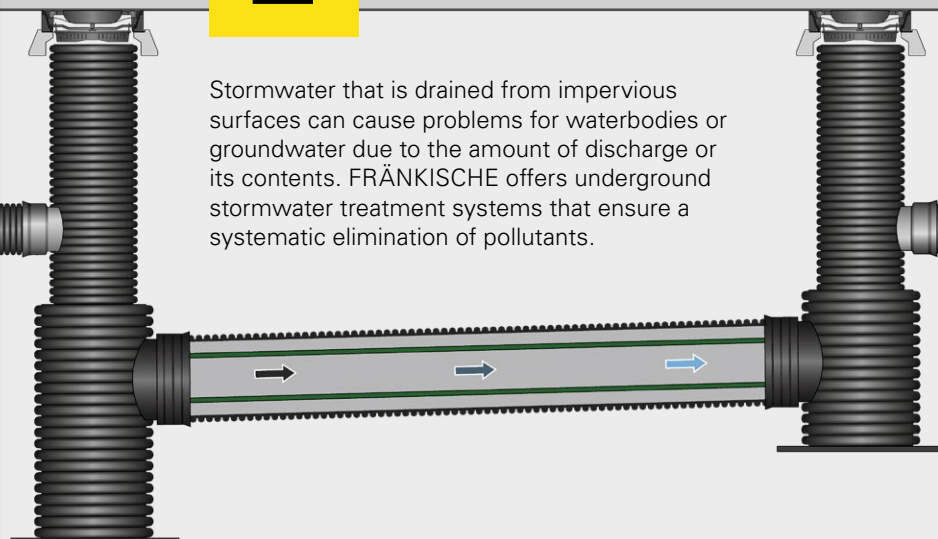 Stormwater that is drained from impervious
surfaces can cause problems for waterbodies or
groundwater due to the amount of discharge or
its contents. FRÄNKISCHE offers underground
stormwater treatment systems that ensure a
systematic elimination of pollutants.